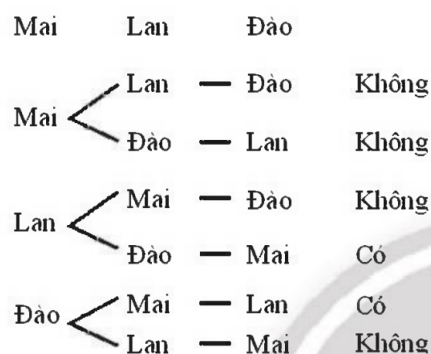 Mai Lan Đào
Lan — Đào Không
Mai
Đào — Lan Không
Mai — Đào Không
Lan
Đào — Mai Có
Mai — Lan Có
Đào
Lan — Mai Không